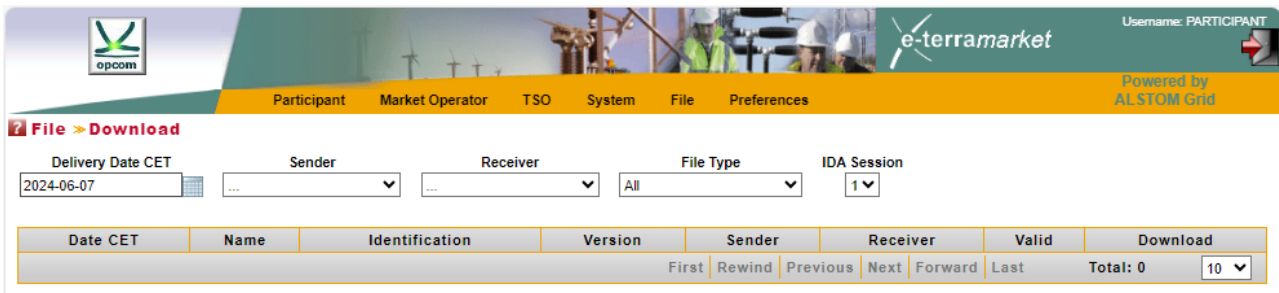 Username: PARTICIPANT
opcom
e-terramarket
Powered by
ALSTOM Grid
Participant Market Operator TSO System File Preferences
? File ≫ Download
Delivery Date CET Sender Receiver File Type IDA Session
2024-06-07 ... ... All 1
Date CET Name Identification Version Sender Receiver Valid Download
First Rewind Previous Next Forward Last Total: 0 10